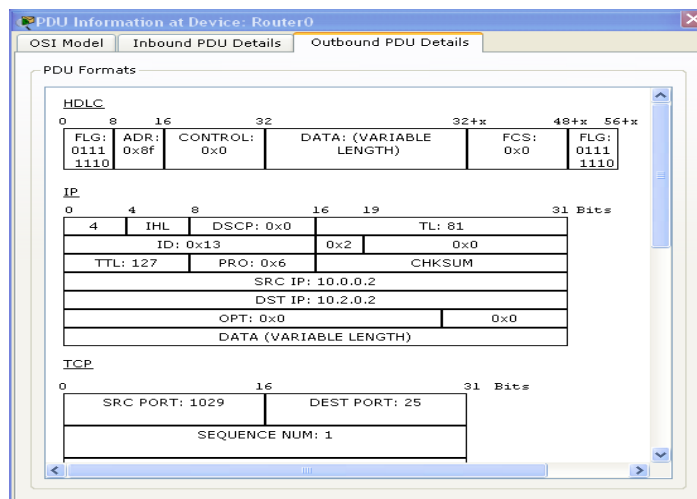 PDU Information at Device: Router0
OSI Model Inbound PDU Details Outbound PDU Details
PDU Formats
HDLC
0 8 16 32 32+x 48+x 56+x
FLG: 0111 1110 ADR: 0x8f CONTROL: 0x0 DATA: (VARIABLE LENGTH) FCS: 0x0 FLG: 0111 1110
IP
0 4 8 16 19 31 Bits
4 IHL DSCP: 0x0 TL: 81
ID: 0x13 0x2 0x0
TTL: 127 PRO: 0x6 CHKSUM
SRC IP: 10.0.0.2
DST IP: 10.2.0.2
OPT: 0x0 0x0
DATA (VARIABLE LENGTH)
TCP
0 16 31 Bits
SRC PORT: 1029 DEST PORT: 25
SEQUENCE NUM: 1